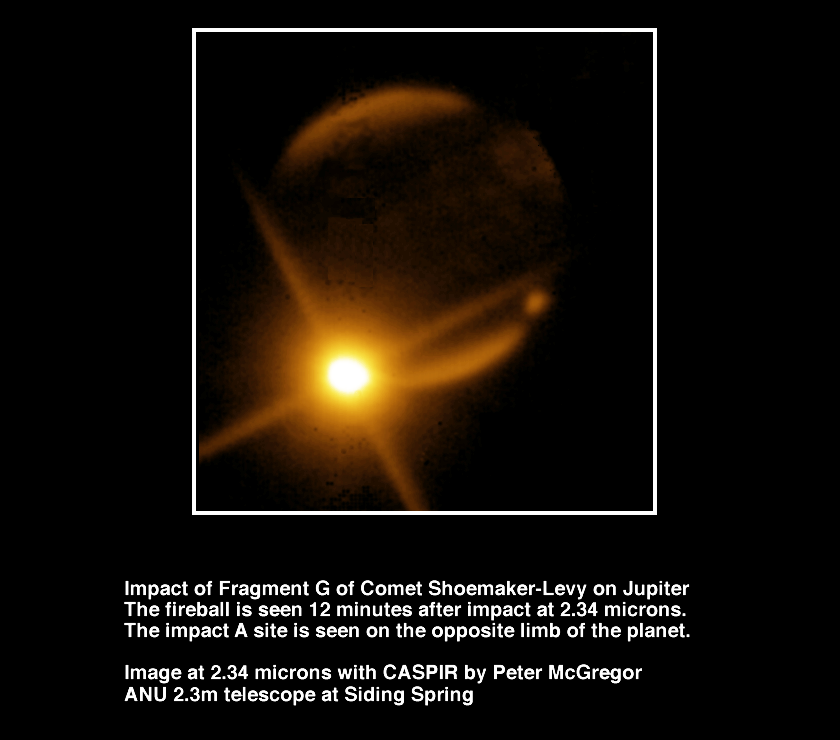 Impact of Fragment G of Comet Shoemaker-Levy on Jupiter
The fireball is seen 12 minutes after impact at 2.34 microns.
The impact A site is seen on the opposite limb of the planet.
Image at 2.34 microns with CASPIR by Peter McGregor
ANU 2.3m telescope at Siding Spring